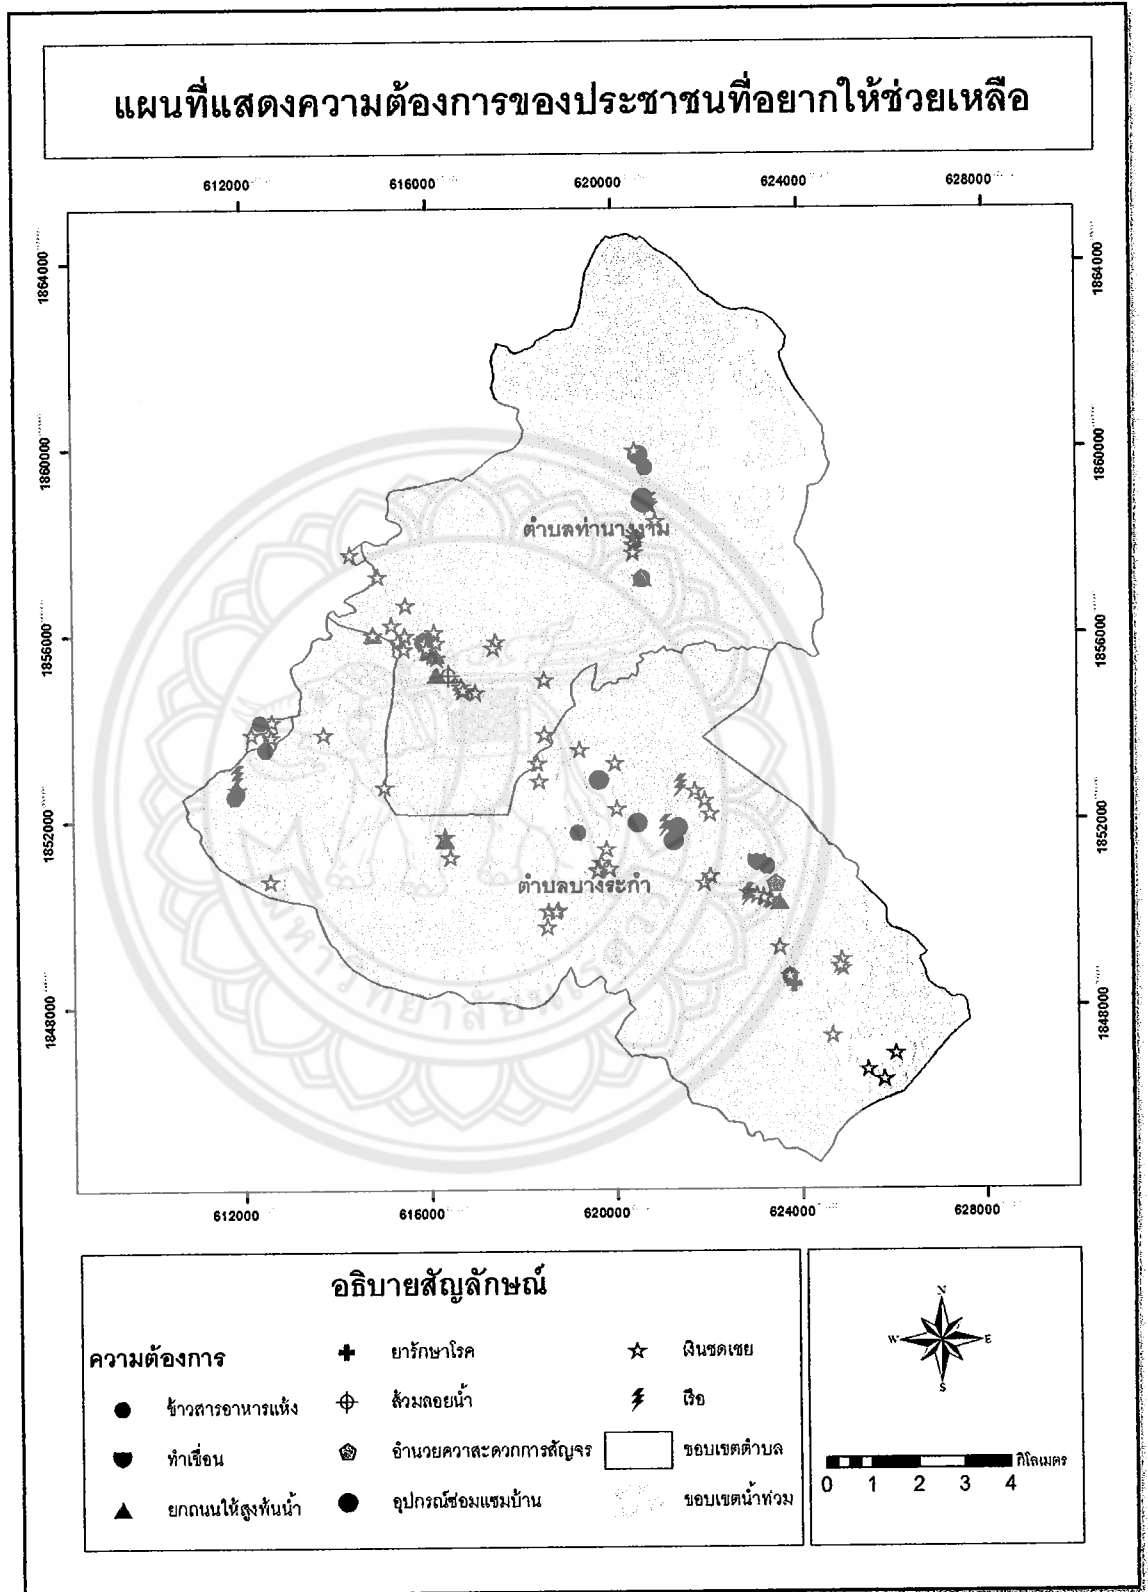 แผนที่แสดงความต้องการของประชาชนที่อยากให้ช่วยเหลือ
612000 616000 620000 624000 628000
1864000 1864000
1860000 1860000
ตำบลท่านางงาม
1856000 1856000
1852000 1852000
ตำบลบางระกำ
1848000 1848000
612000 616000 620000 624000 628000
อธิบายสัญลักษณ์
ความต้องการ
ข้าวสารอาหารแห้ง
ทำเขื่อน
ยกถนนให้สูงพ้นน้ำ
ยารักษาโรค
ส้วมลอยน้ำ
อำนวยควาสะดวกการสัญจร
อุปกรณ์ซ่อมแซมบ้าน
เงินชดเชย
เรือ
ขอบเขตตำบล
ขอบเขตน้ำท่วม
N
W E
S
กิโลเมตร
0 1 2 3 4